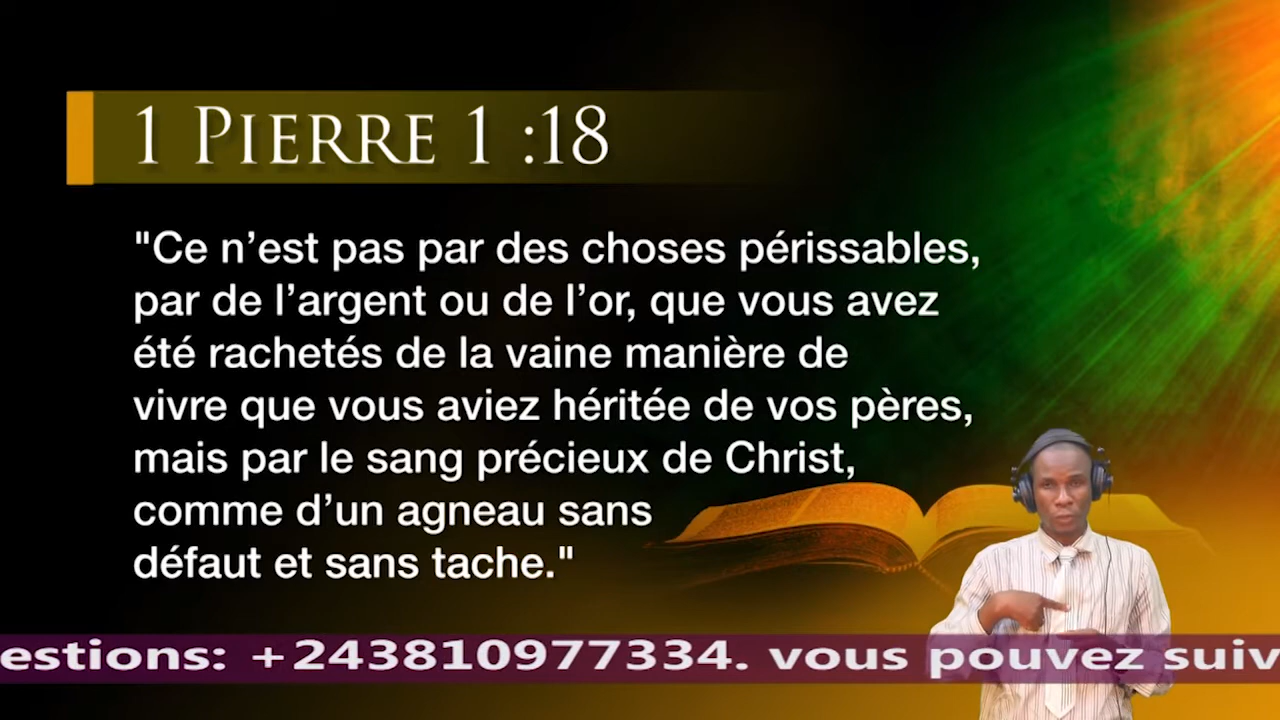 1 Pierre 1 :18
"Ce n’est pas par des choses périssables,
par de l’argent ou de l’or, que vous avez
été rachetés de la vaine manière de
vivre que vous aviez héritée de vos pères,
mais par le sang précieux de Christ,
comme d’un agneau sans
défaut et sans tache."
estions: +243810977334. vous pouvez suiv